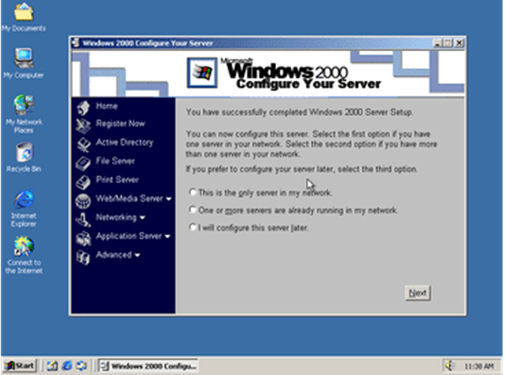 My Documents
My Computer
My Network
Places
Recycle Bin
Internet
Explorer
Connect to
the Internet
Windows 2000 Configure Your Server
Microsoft
Windows 2000
Configure Your Server
Home
Register Now
Active Directory
File Server
Print Server
Web/Media Server
Networking
Application Server
Advanced
You have successfully completed Windows 2000 Server Setup.
You can now configure this server. Select the first option if you have
one server in your network. Select the second option if you have more
than one server in your network.
If you prefer to configure your server later, select the third option.
This is the only server in my network.
One or more servers are already running in my network.
I will configure this server later.
Next
Start
Windows 2000 Configu...
11:38 AM